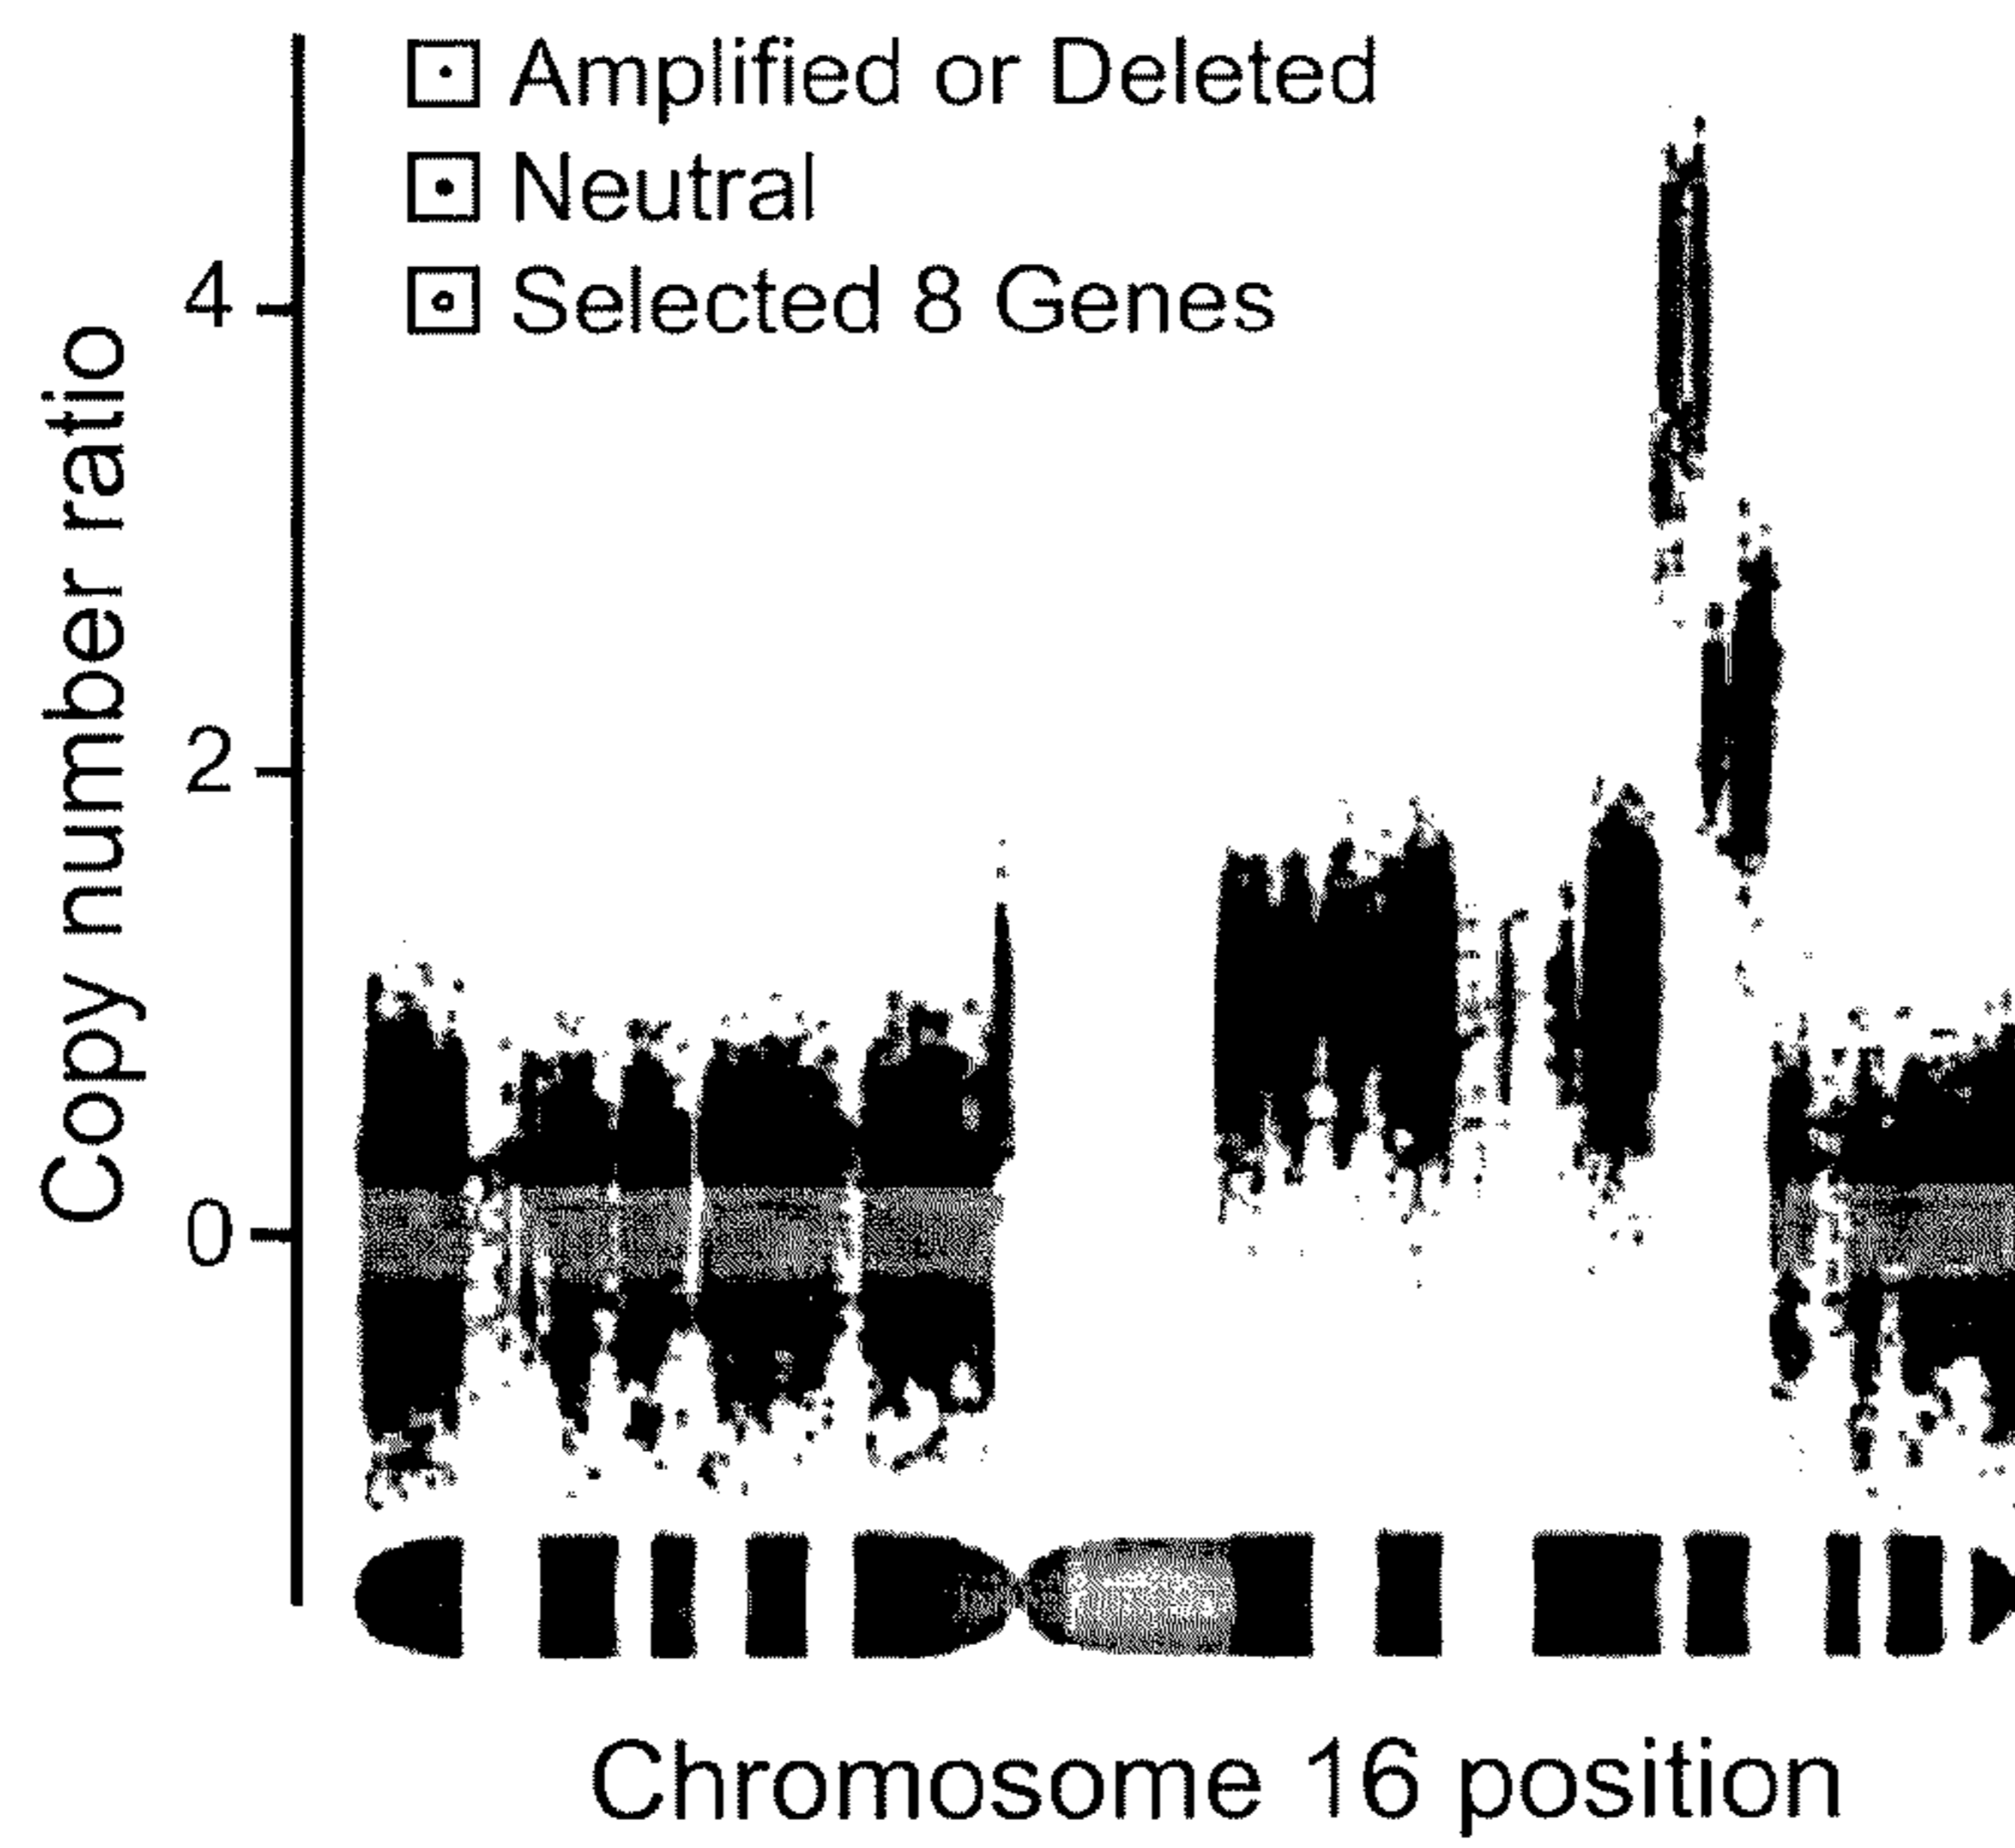 Amplified or Deleted
Neutral
Selected 8 Genes
Copy number ratio
4
2
0
Chromosome 16 position